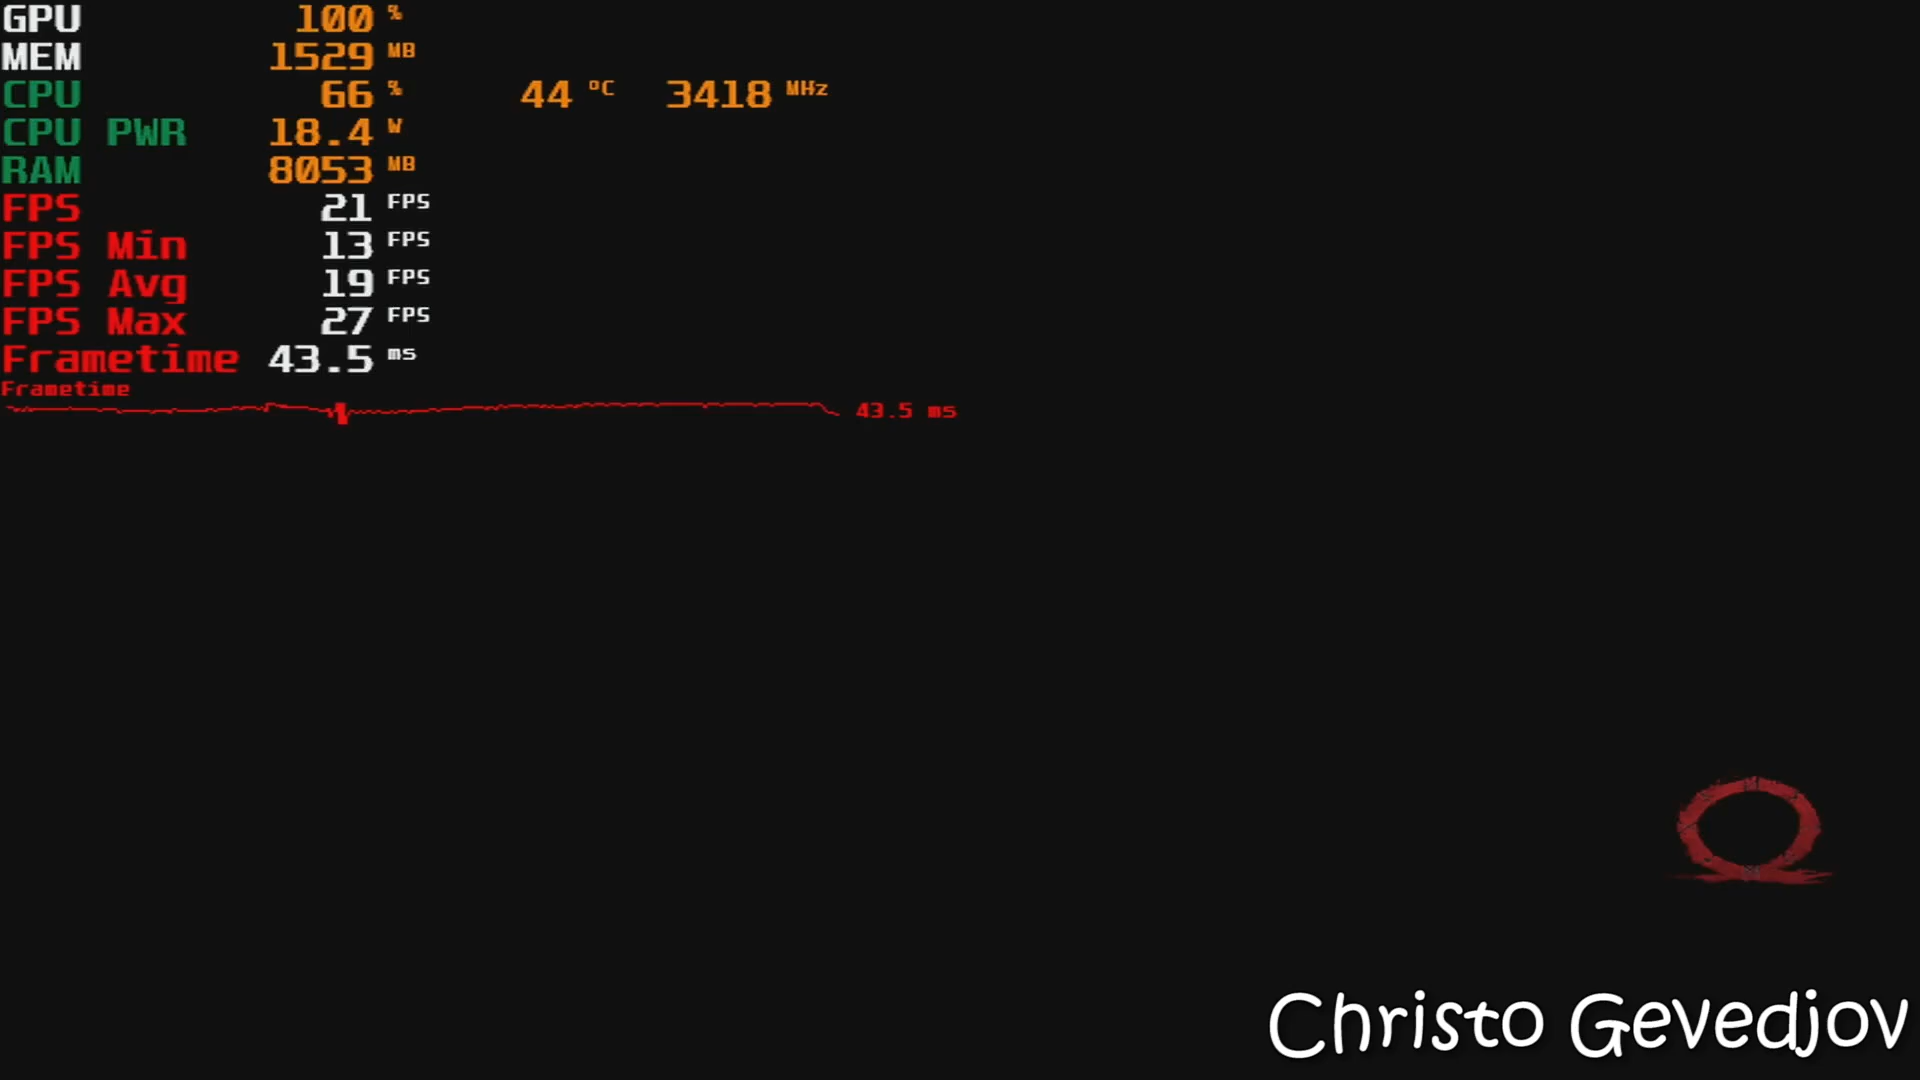 GPU 100 %
MEM 1529 MB
CPU 66 % 44 °C 3418 MHz
CPU PWR 18.4 W
RAM 8053 MB
FPS 21 FPS
FPS Min 13 FPS
FPS Avg 19 FPS
FPS Max 27 FPS
Frametime 43.5 ms
Frametime
43.5 ms
Christo Gevedjov